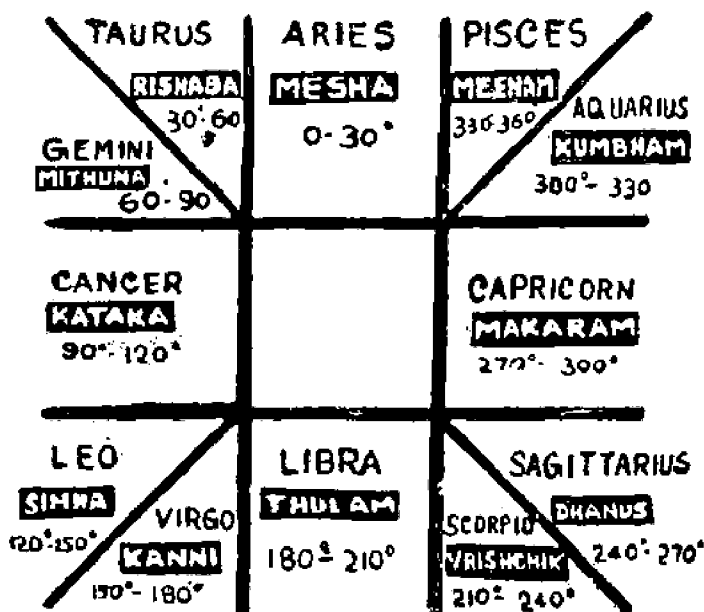 TAURUS
RISHABA
30°-60
ARIES
MESHA
0-30°
PISCES
MEENAM
330-360
AQUARIUS
KUMBHAM
300°- 330
GEMINI
MITHUNA
60-90
CANCER
KATAKA
90°-120°
CAPRICORN
MAKARAM
270°- 300°
LEO
SIMHA
120°-150°
VIRGO
KANNI
150°- 180°
LIBRA
THULAM
180°- 210°
SCORPIO
VRISHCHIK
210°- 240°
SAGITTARIUS
DHANUS
240°- 270°